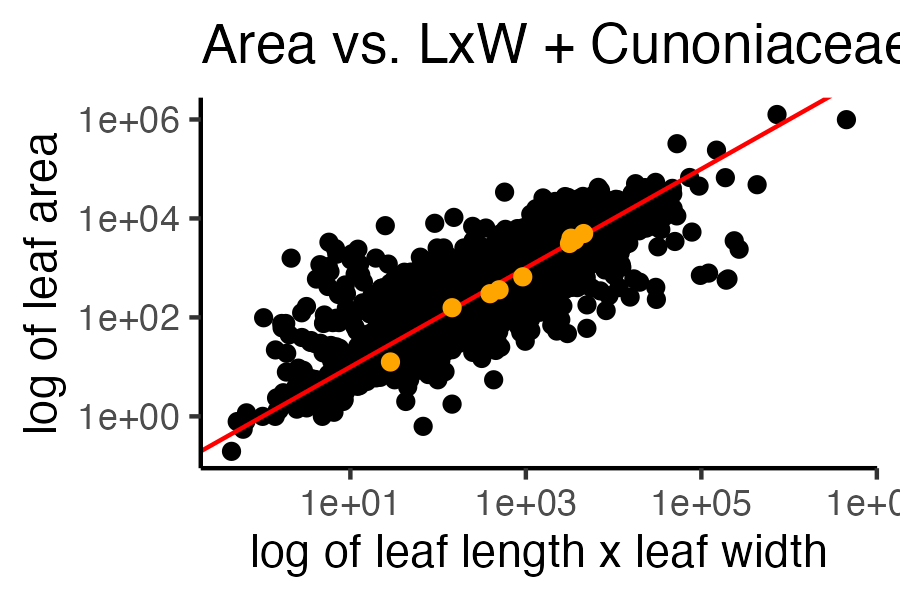 Area vs. LxW + Cunoniaceae
log of leaf area
1e+06
1e+04
1e+02
1e+00
1e+01
1e+03
1e+05
log of leaf length x leaf width